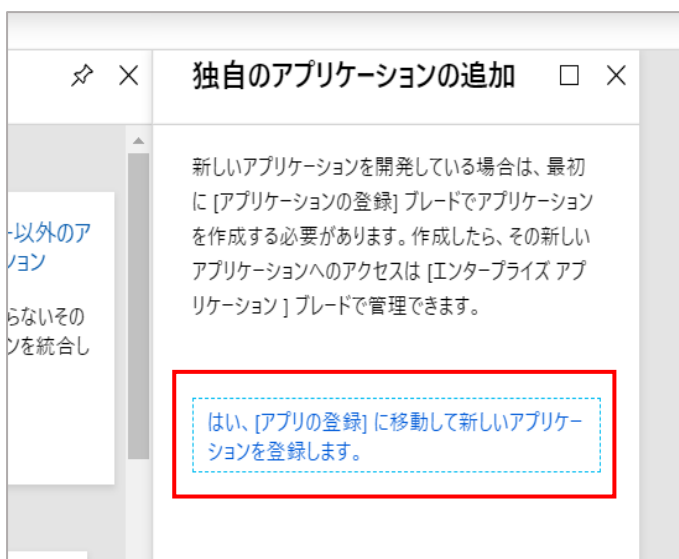 独自のアプリケーションの追加
新しいアプリケーションを開発している場合は、最初
に [アプリケーションの登録] ブレードでアプリケーション
を作成する必要があります。作成したら、その新しい
アプリケーションへのアクセスは [エンタープライズ アプ
リケーション ] ブレードで管理できます。
はい、[アプリの登録] に移動して新しいアプリケー
ションを登録します。
以外のア
ション
らないその
ンを統合し